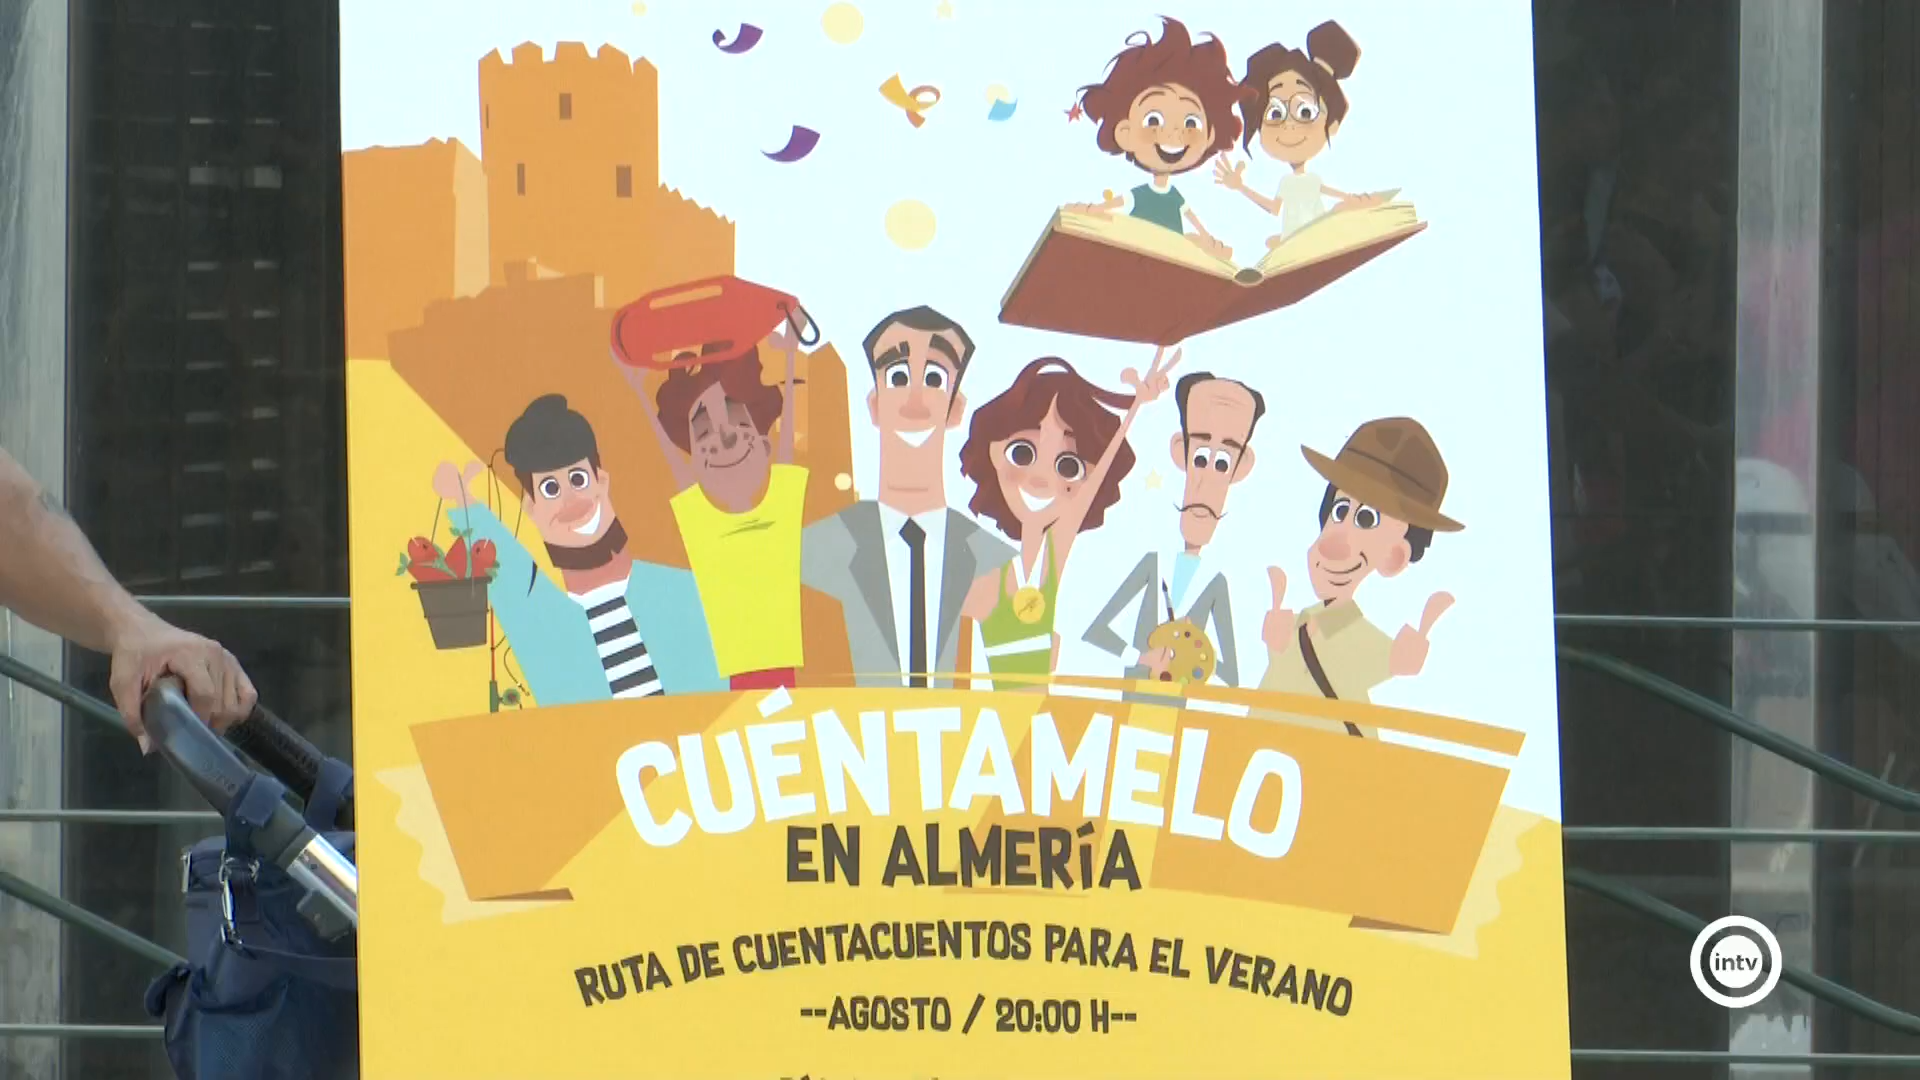 CUÉNTAMELO
EN ALMERÍA
RUTA DE CUENTACUENTOS PARA EL VERANO
--AGOSTO / 20:00 H--
intv